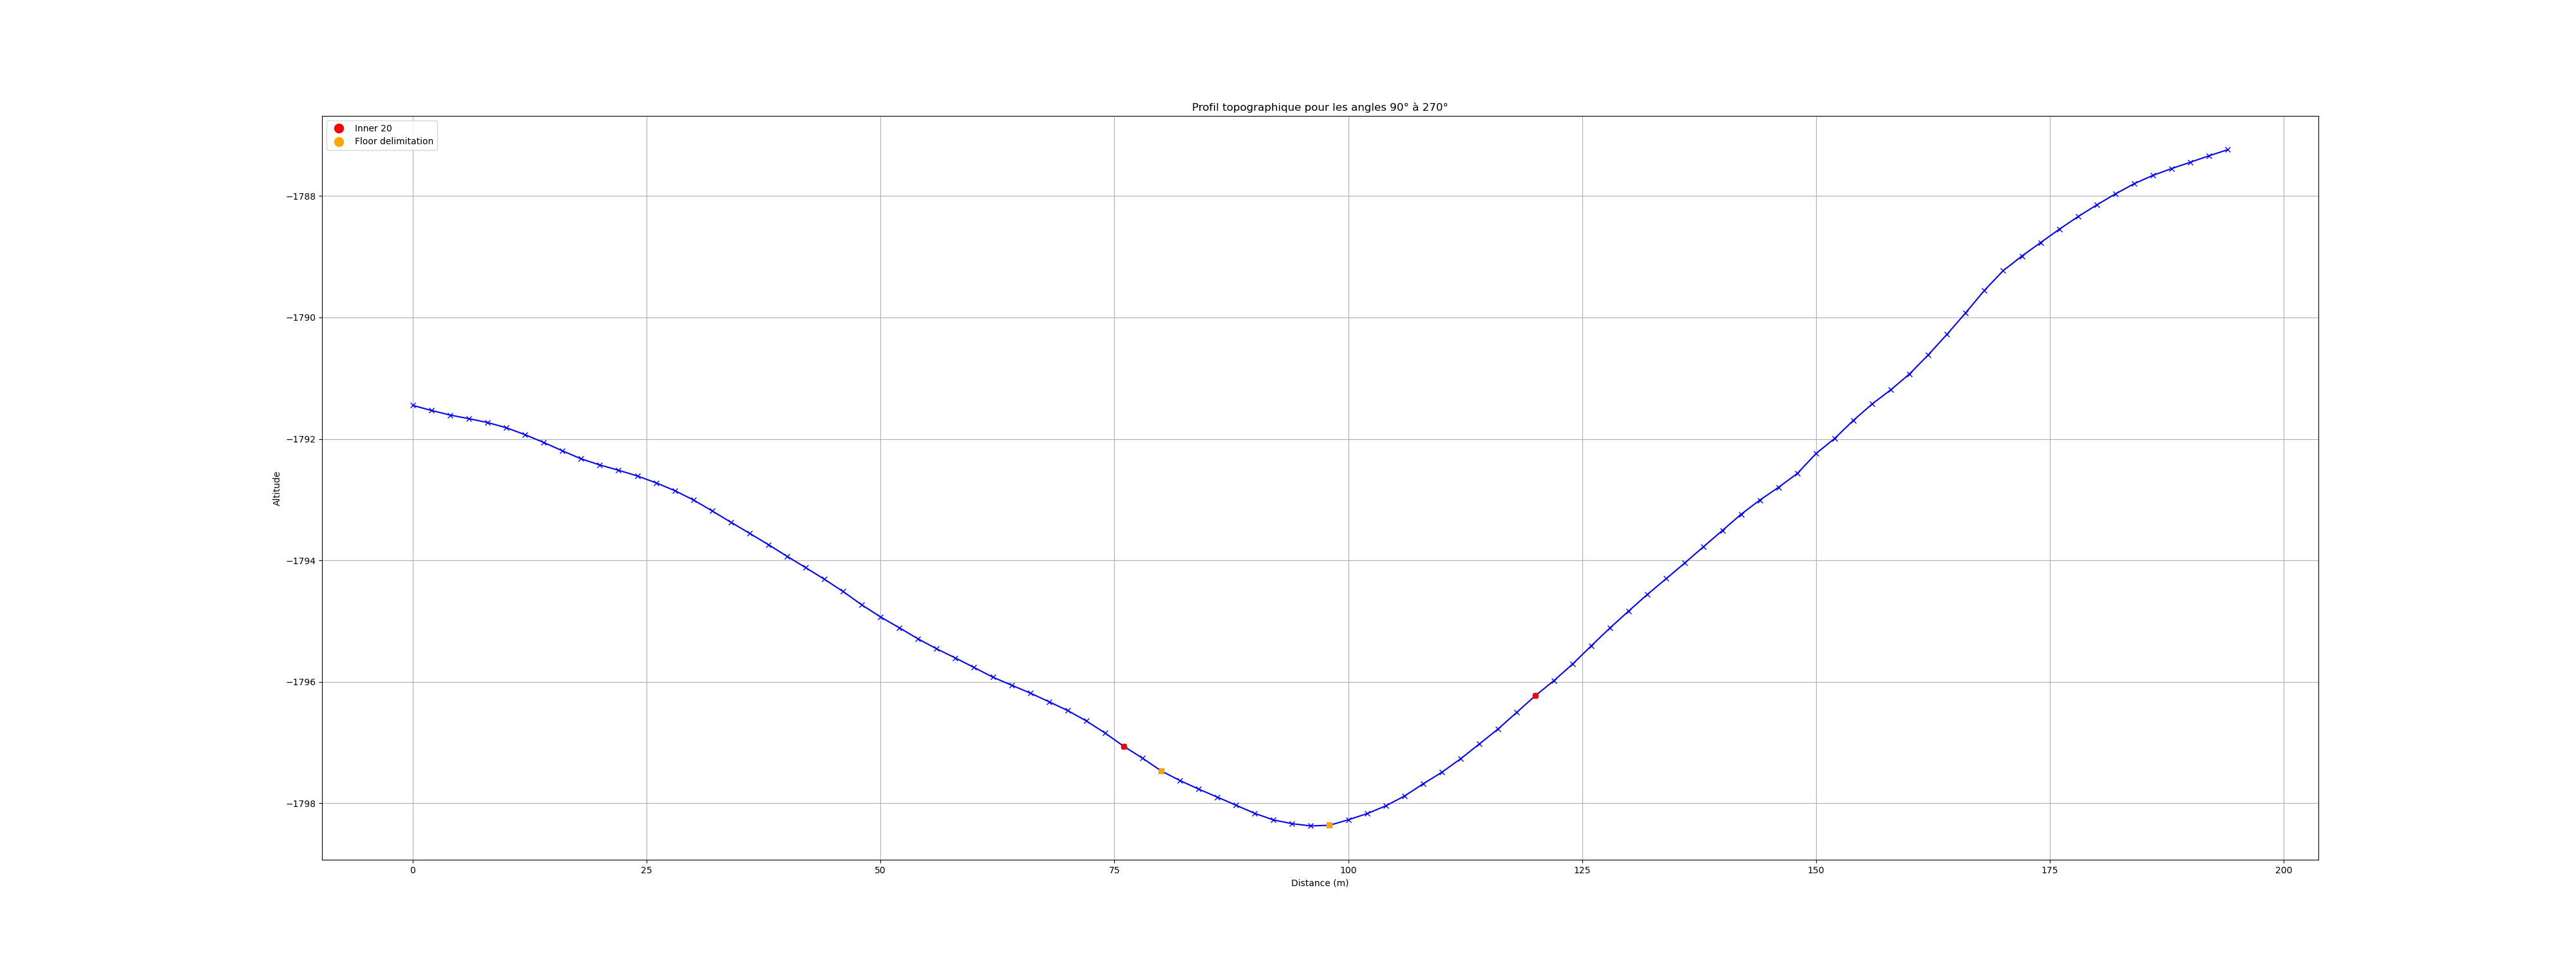 Profil topographique pour les angles 90° à 270°
Inner 20
Floor delimitation
−1788
−1790
−1792
−1794
−1796
−1798
Altitude
0 25 50 75 100 125 150 175 200
Distance (m)